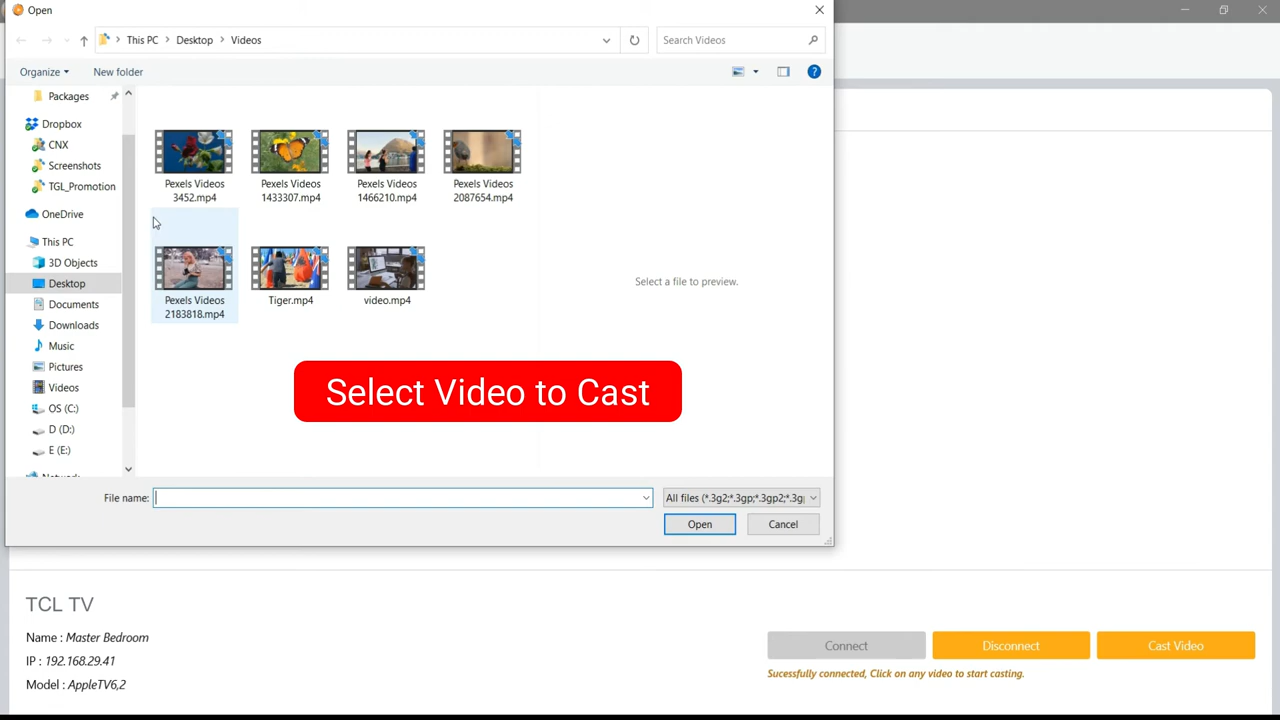 Open
This PC > Desktop > Videos
Search Videos
Organize
New folder
Packages
Dropbox
CNX
Screenshots
TGL_Promotion
OneDrive
This PC
3D Objects
Desktop
Documents
Downloads
Music
Pictures
Videos
OS (C:)
D (D:)
E (E:)
Pexels Videos
3452.mp4
Pexels Videos
1433307.mp4
Pexels Videos
1466210.mp4
Pexels Videos
2087654.mp4
Pexels Videos
2183818.mp4
Tiger.mp4
video.mp4
Select a file to preview.
Select Video to Cast
File name:
All files (*.3g2;*.3gp;*.3gp2;*.3gp
Open
Cancel
TCL TV
Name : Master Bedroom
IP : 192.168.29.41
Model : AppleTV6,2
Connect
Disconnect
Cast Video
Sucessfully connected, Click on any video to start casting.